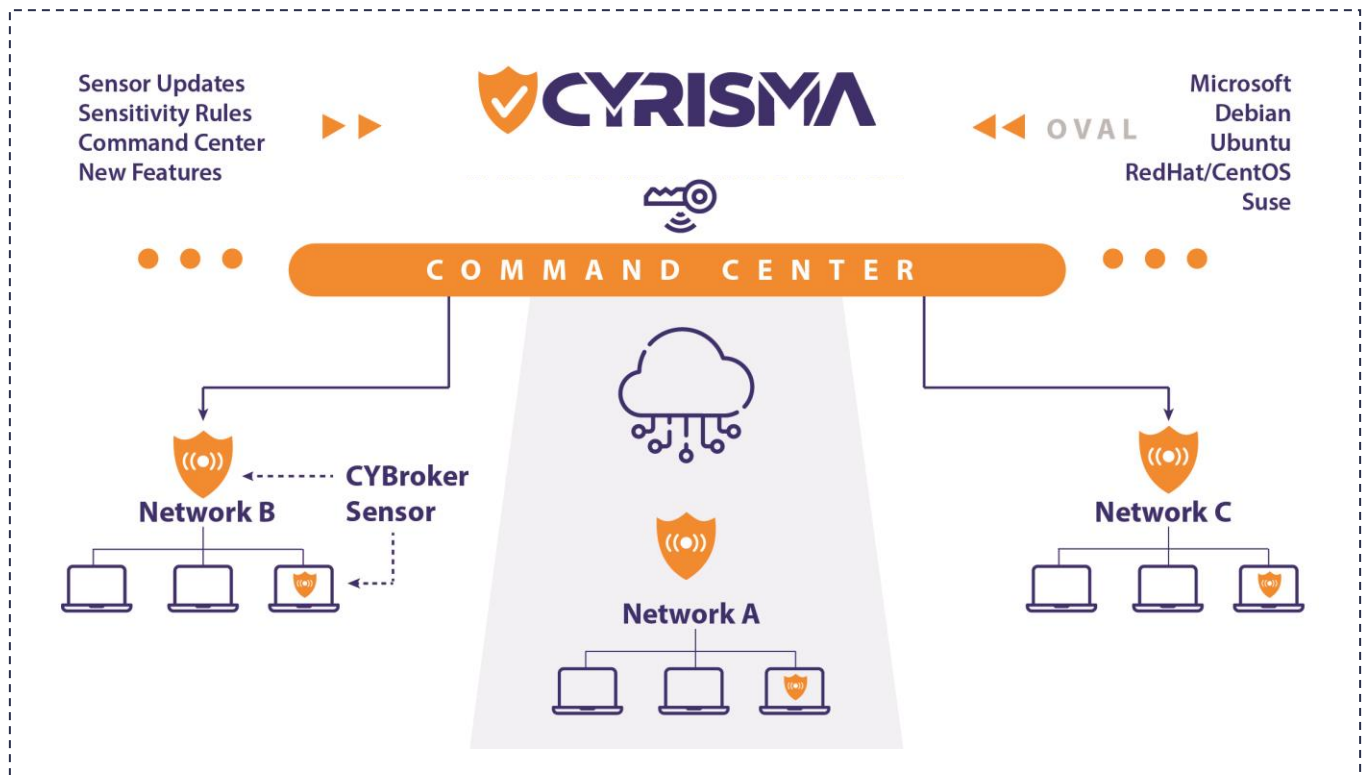 Sensor Updates
Sensitivity Rules
Command Center
New Features
CYRISMA
OVAL
Microsoft
Debian
Ubuntu
RedHat/CentOS
Suse
COMMAND CENTER
CYBroker
Sensor
Network B
Network A
Network C